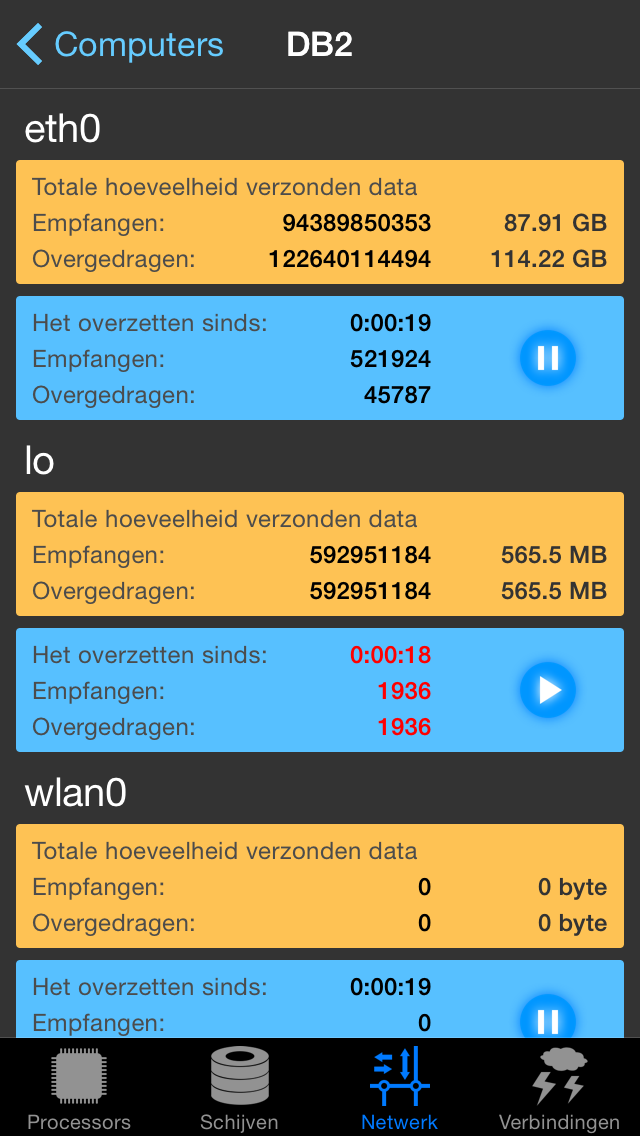 Computers DB2
eth0
Totale hoeveelheid verzonden data
Empfangen: 94389850353 87.91 GB
Overgedragen: 122640114494 114.22 GB
Het overzetten sinds: 0:00:19
Empfangen: 521924
Overgedragen: 45787
lo
Totale hoeveelheid verzonden data
Empfangen: 592951184 565.5 MB
Overgedragen: 592951184 565.5 MB
Het overzetten sinds: 0:00:18
Empfangen: 1936
Overgedragen: 1936
wlan0
Totale hoeveelheid verzonden data
Empfangen: 0 0 byte
Overgedragen: 0 0 byte
Het overzetten sinds: 0:00:19
Empfangen: 0
Processors Schijven Netwerk Verbindingen